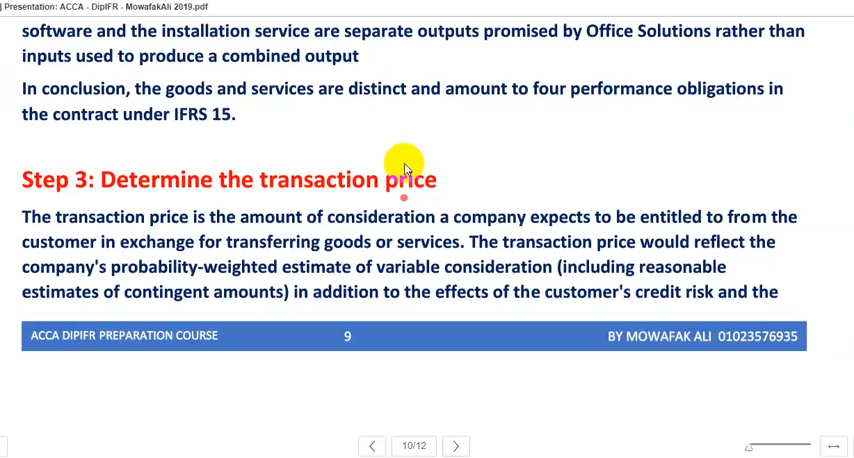 Presentation: ACCA - DipIFR - MowafakAli 2019.pdf
software and the installation service are separate outputs promised by Office Solutions rather than
inputs used to produce a combined output
In conclusion, the goods and services are distinct and amount to four performance obligations in
the contract under IFRS 15.
Step 3: Determine the transaction price
The transaction price is the amount of consideration a company expects to be entitled to from the
customer in exchange for transferring goods or services. The transaction price would reflect the
company's probability-weighted estimate of variable consideration (including reasonable
estimates of contingent amounts) in addition to the effects of the customer's credit risk and the
ACCA DIPIFR PREPARATION COURSE 9 BY MOWAFAK ALI 01023576935
10/12